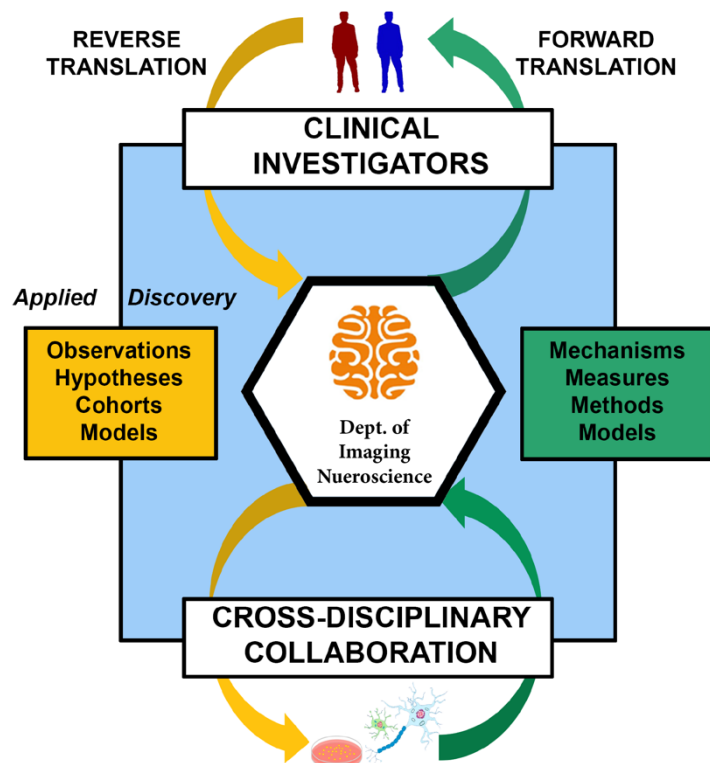 REVERSE
TRANSLATION
FORWARD
TRANSLATION
CLINICAL
INVESTIGATORS
Applied
Discovery
Observations
Hypotheses
Cohorts
Models
Mechanisms
Measures
Methods
Models
Dept. of
Imaging
Nueroscience
CROSS-DISCIPLINARY
COLLABORATION